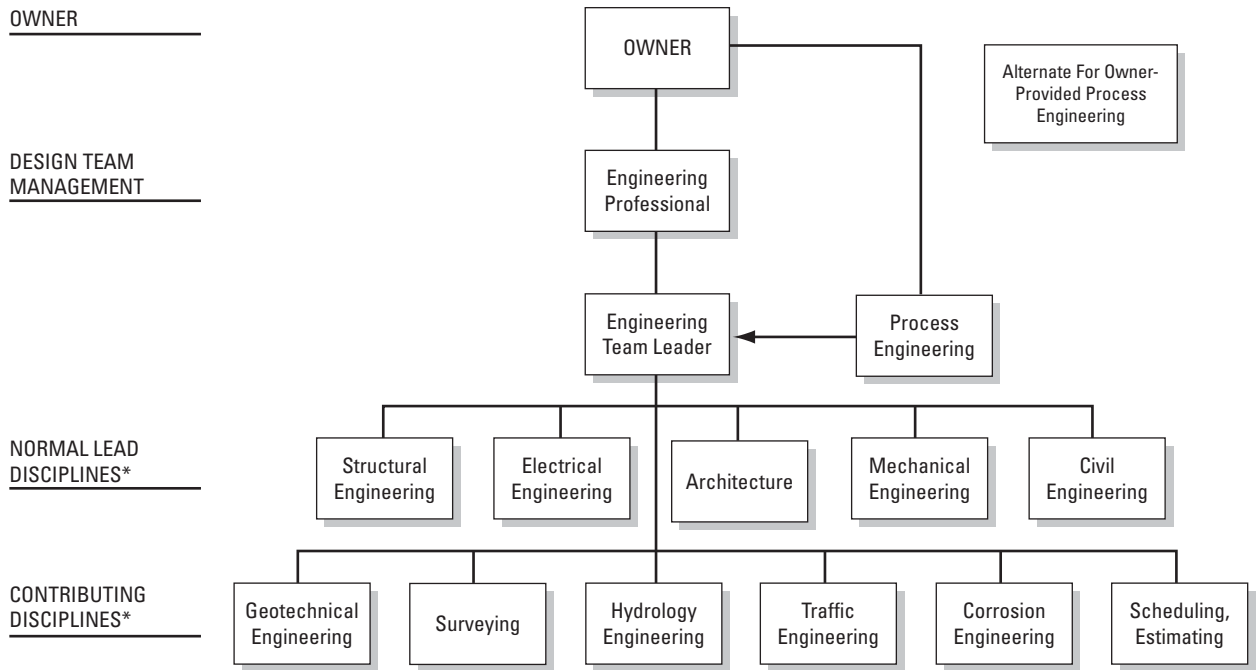 OWNER
OWNER
Alternate For Owner-
Provided Process
Engineering
DESIGN TEAM
MANAGEMENT
Engineering
Professional
Engineering
Team Leader
Process
Engineering
NORMAL LEAD
DISCIPLINES*
Structural
Engineering
Electrical
Engineering
Architecture
Mechanical
Engineering
Civil
Engineering
CONTRIBUTING
DISCIPLINES*
Geotechnical
Engineering
Surveying
Hydrology
Engineering
Traffic
Engineering
Corrosion
Engineering
Scheduling,
Estimating